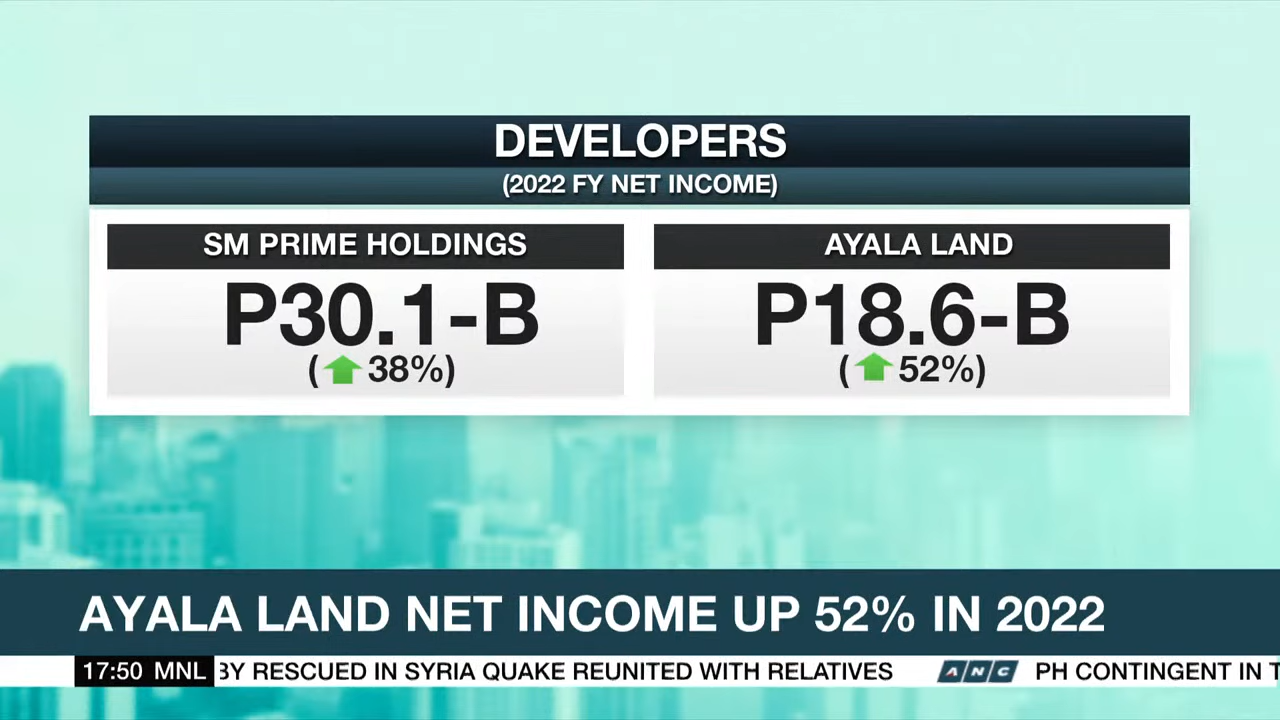 DEVELOPERS
(2022 FY NET INCOME)
SM PRIME HOLDINGS
P30.1-B
(38%)
AYALA LAND
P18.6-B
(52%)
AYALA LAND NET INCOME UP 52% IN 2022
17:50 MNL BY RESCUED IN SYRIA QUAKE REUNITED WITH RELATIVES ANC PH CONTINGENT IN T